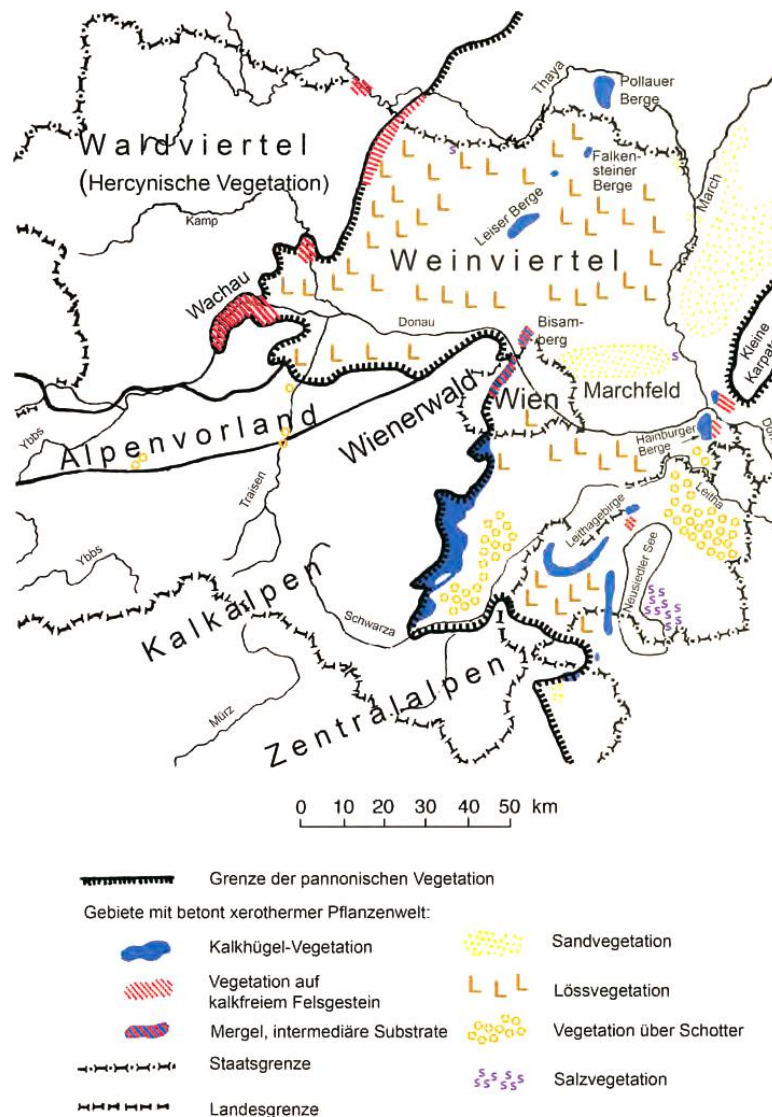 Thaya
Pollauer
Berge
Waldviertel
(Hercynische Vegetation)
Falken-
steiner
Berge
March
Kamp
Leiser Berge
Weinviertel
Wachau
Donau
Bisam-
berg
Kleine
Karpat
Marchfeld
Wien
Wienerwald
Alpenvorland
Ybbs
Hainburger
Berge
Traisen
Leitha
Leithagebirge
Neusiedler See
Ybbs
Kalkalpen
Schwarza
Zentralalpen
Mürz
0 10 20 30 40 50 km
Grenze der pannonischen Vegetation
Gebiete mit betont xerothermer Pflanzenwelt:
Kalkhügel-Vegetation
Sandvegetation
Vegetation auf
kalkfreiem Felsgestein
Lössvegetation
Mergel, intermediäre Substrate
Vegetation über Schotter
Staatsgrenze
Salzvegetation
Landesgrenze